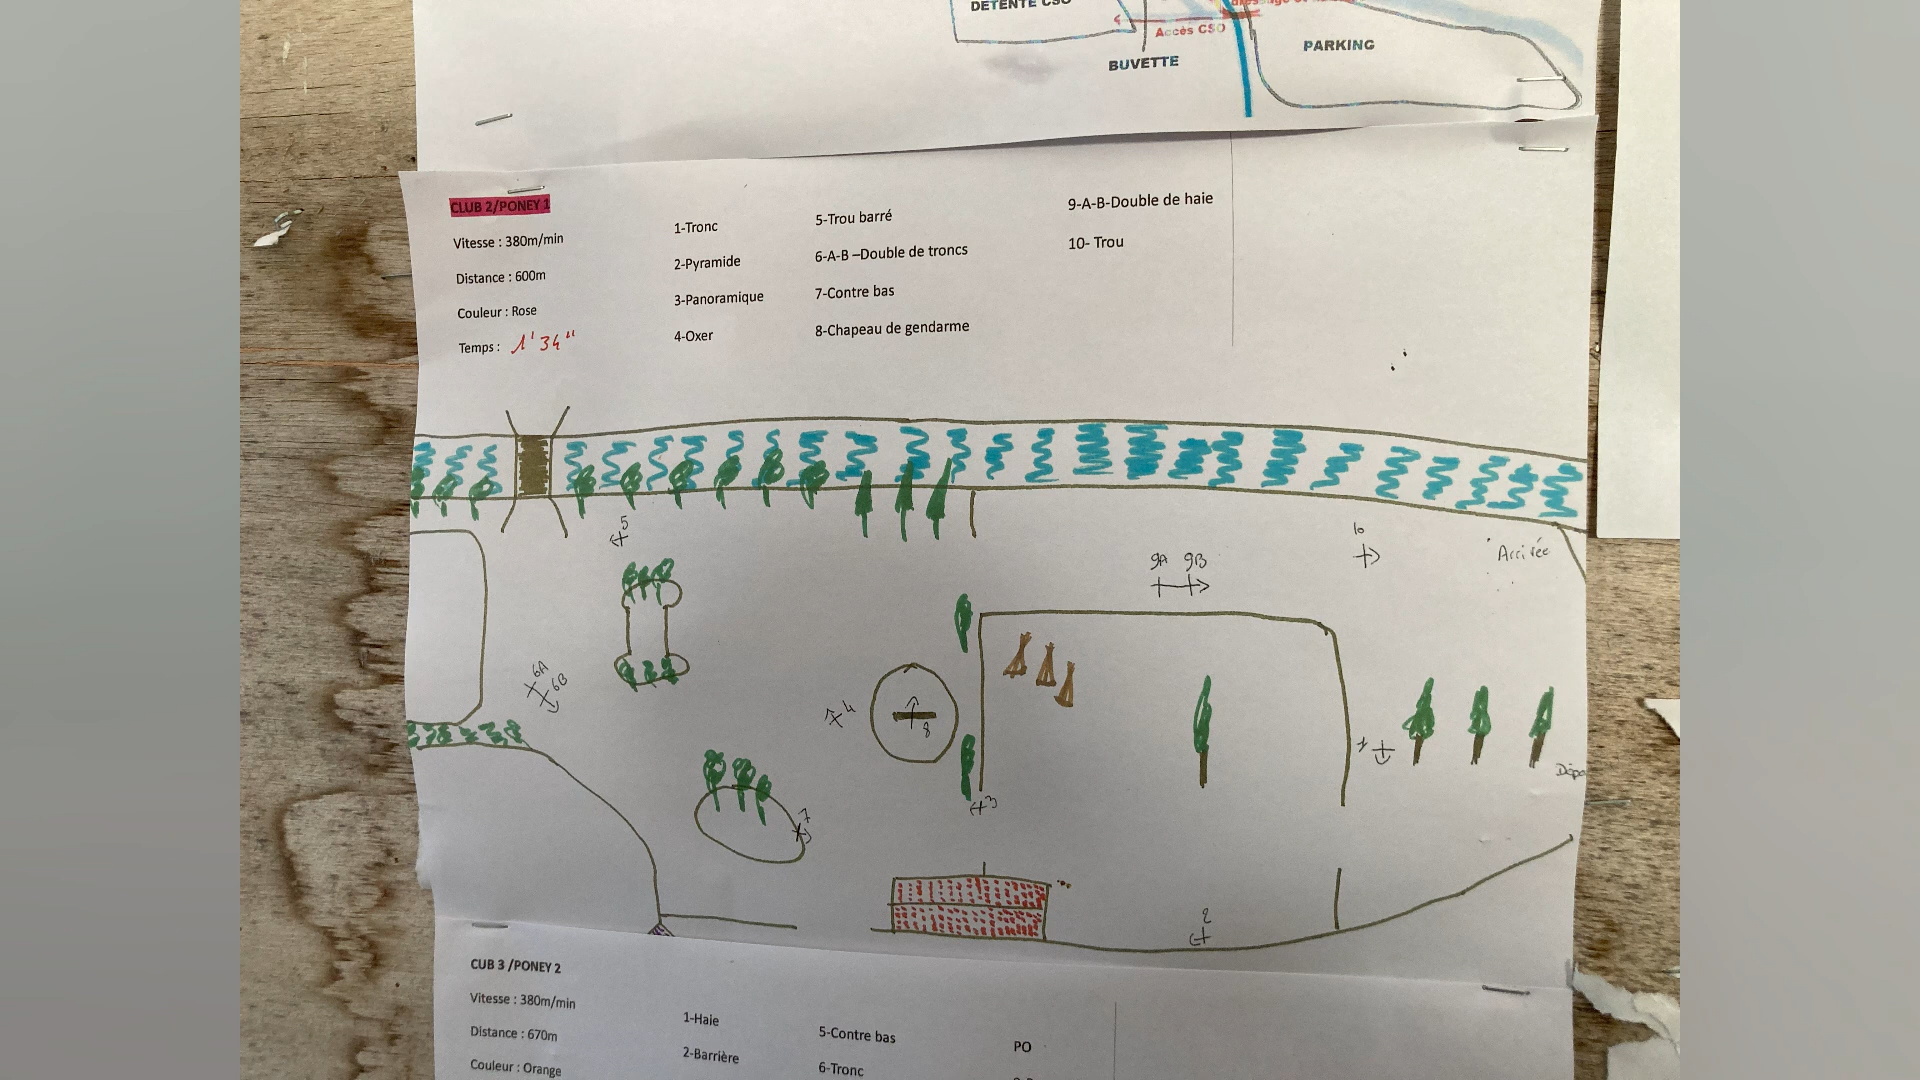 DETENTE CSO
Accès CSO
BUVETTE
PARKING
CLUB 2/PONEY 1
Vitesse : 380m/min
Distance : 600m
Couleur : Rose
Temps : 1'34"
1-Tronc
2-Pyramide
3-Panoramique
4-Oxer
5-Trou barré
6-A-B –Double de troncs
7-Contre bas
8-Chapeau de gendarme
9-A-B-Double de haie
10- Trou
5
10
Arrivée
9A 9B
6A
6B
4
8
1
Dépa
3
7
2
CUB 3 /PONEY 2
Vitesse : 380m/min
Distance : 670m
Couleur : Orange
1-Haie
2-Barrière
5-Contre bas
6-Tronc
PO